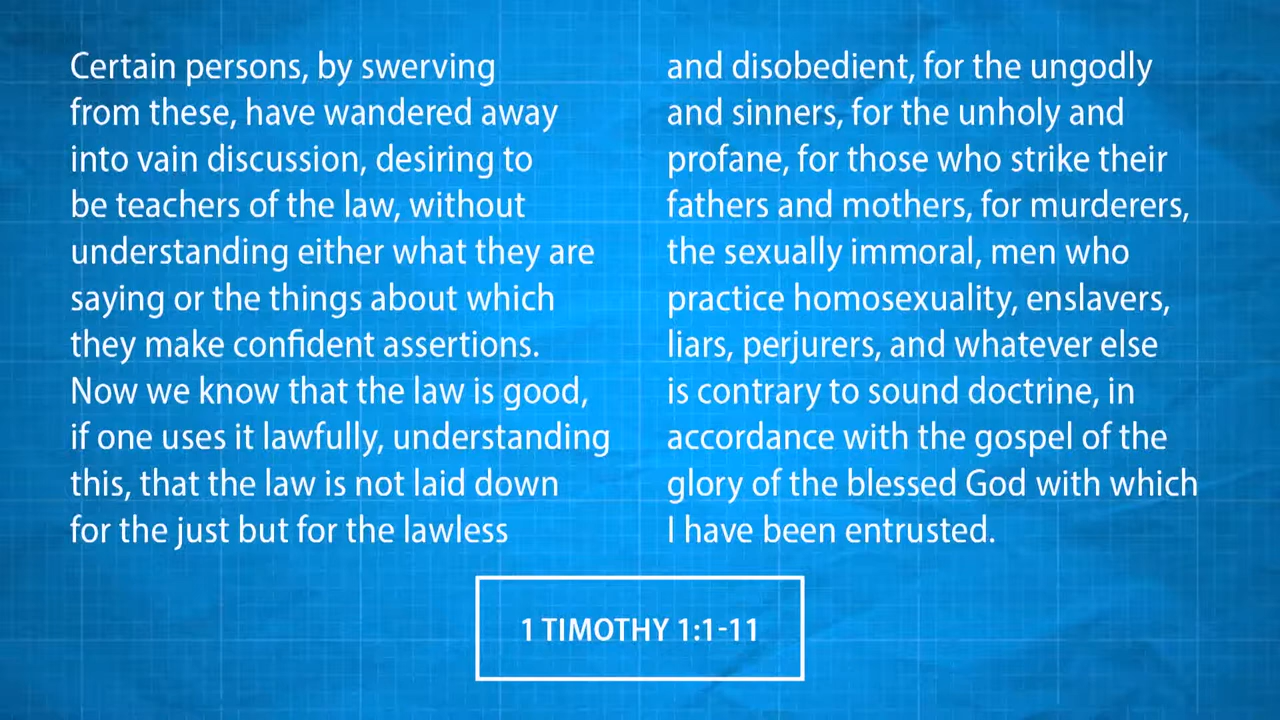 Certain persons, by swerving
from these, have wandered away
into vain discussion, desiring to
be teachers of the law, without
understanding either what they are
saying or the things about which
they make confident assertions.
Now we know that the law is good,
if one uses it lawfully, understanding
this, that the law is not laid down
for the just but for the lawless
and disobedient, for the ungodly
and sinners, for the unholy and
profane, for those who strike their
fathers and mothers, for murderers,
the sexually immoral, men who
practice homosexuality, enslavers,
liars, perjurers, and whatever else
is contrary to sound doctrine, in
accordance with the gospel of the
glory of the blessed God with which
I have been entrusted.
1 TIMOTHY 1:1-11